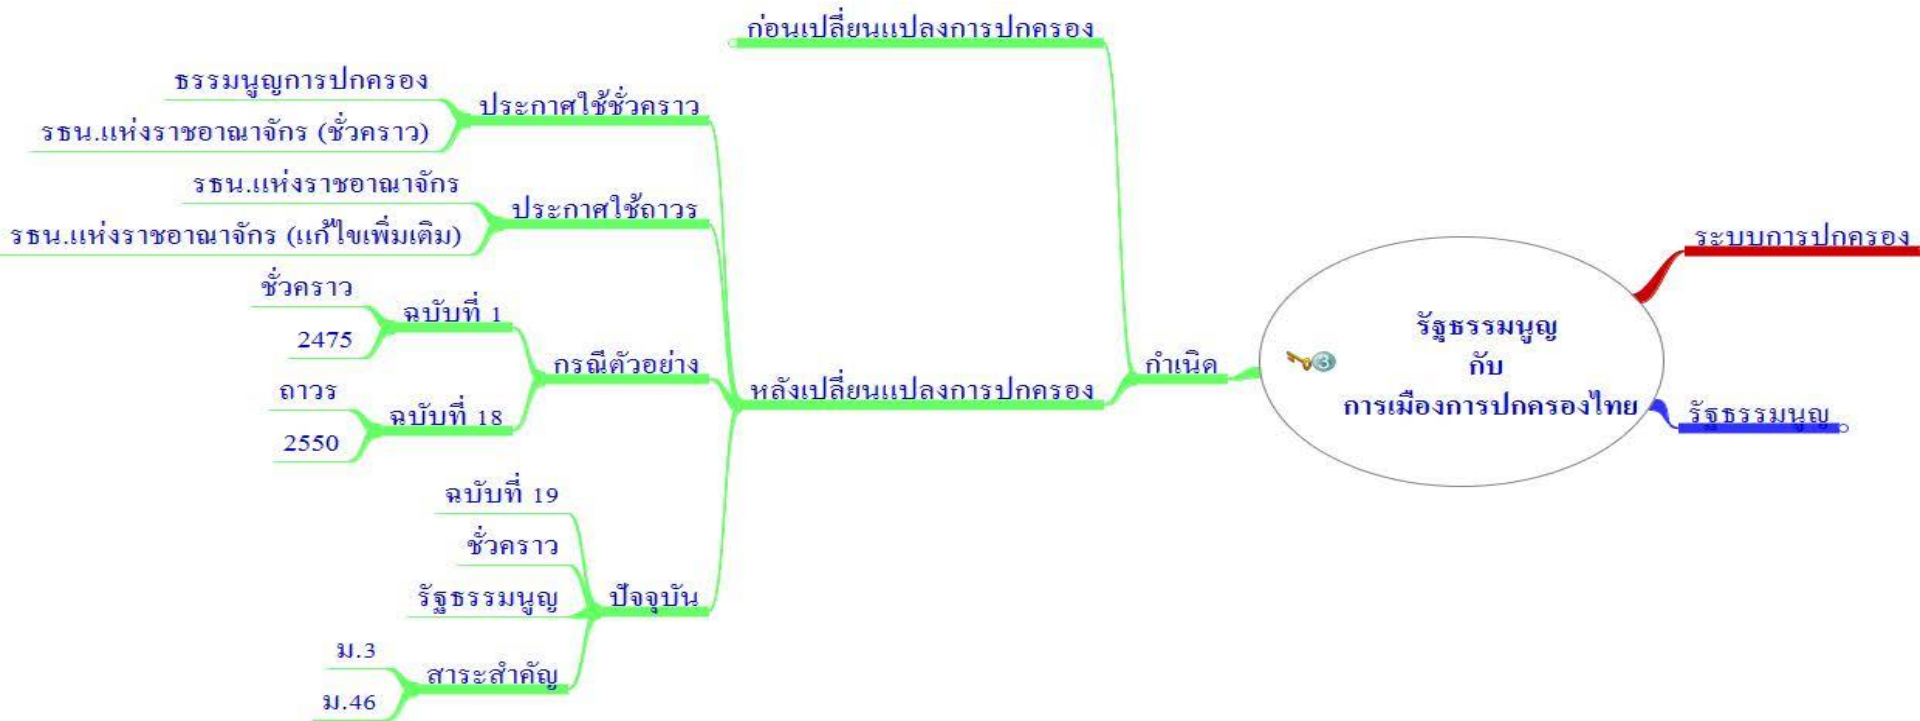 ก่อนเปลี่ยนแปลงการปกครอง
ธรรมนูญการปกครอง
ประกาศใช้ชั่วคราว
รธน.แห่งราชอาณาจักร (ชั่วคราว)
รธน.แห่งราชอาณาจักร
ประกาศใช้ถาวร
รธน.แห่งราชอาณาจักร (แก้ไขเพิ่มเติม)
ชั่วคราว
ฉบับที่ 1
2475
กรณีตัวอย่าง
ถาวร
ฉบับที่ 18
2550
หลังเปลี่ยนแปลงการปกครอง
กำเนิด
ฉบับที่ 19
ชั่วคราว
รัฐธรรมนูญ
ปัจจุบัน
ม.3
สาระสำคัญ
ม.46
3
รัฐธรรมนูญ
กับ
การเมืองการปกครองไทย
ระบบการปกครอง
รัฐธรรมนูญ